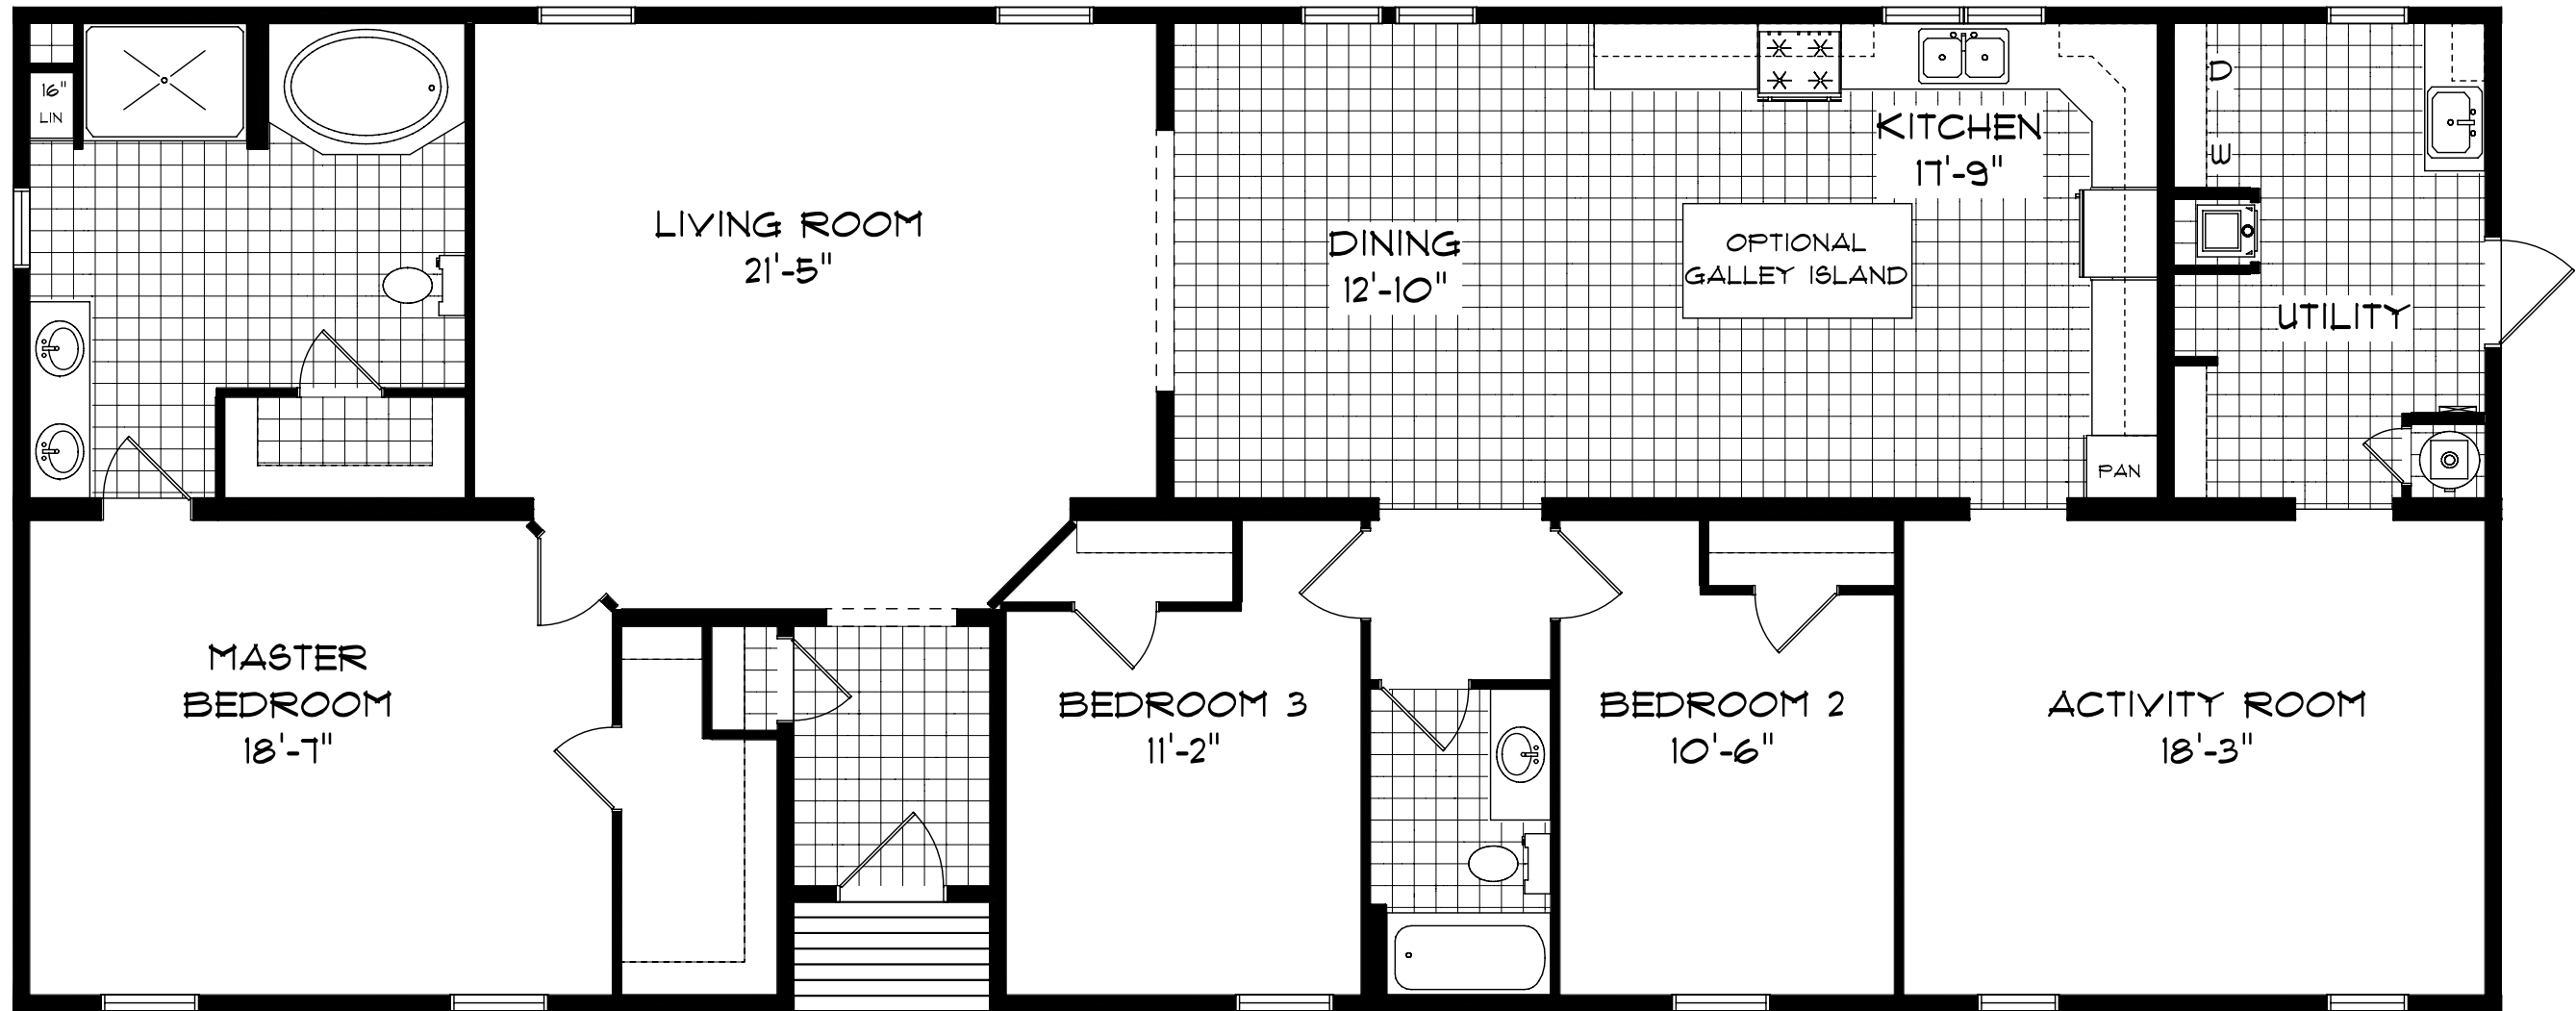 16"
LIN
LIVING ROOM
21'-5"
DINING
12'-10"
OPTIONAL
GALLEY ISLAND
KITCHEN
17'-9"
D
W
UTILITY
PAN
MASTER
BEDROOM
18'-7"
BEDROOM 3
11'-2"
BEDROOM 2
10'-6"
ACTIVITY ROOM
18'-3"